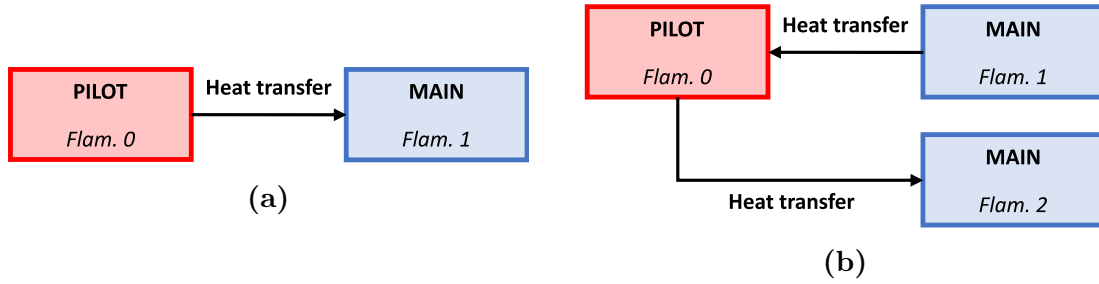 PILOT
Flam. 0
Heat transfer
MAIN
Flam. 1
(a)
PILOT
Flam. 0
Heat transfer
MAIN
Flam. 1
MAIN
Flam. 2
Heat transfer
(b)